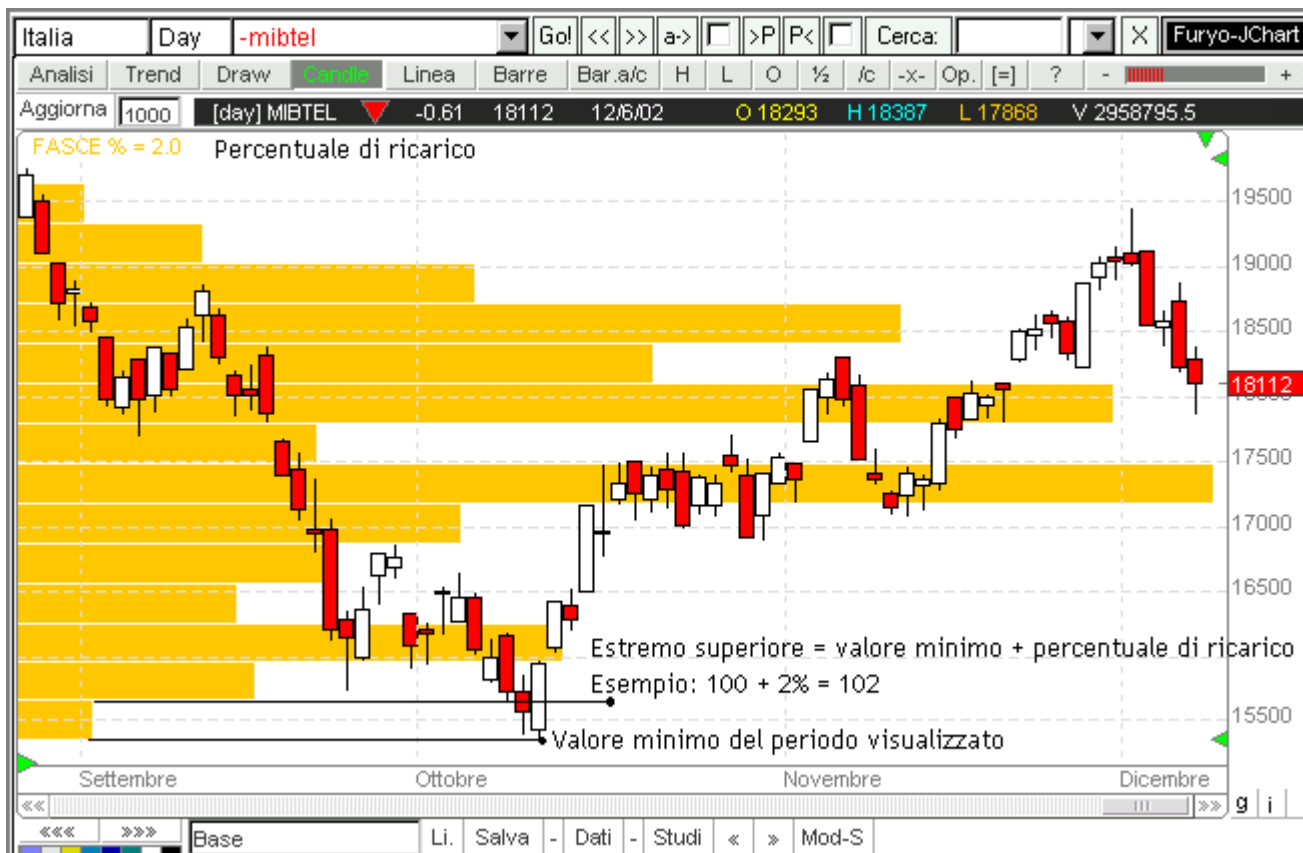 Italia Day -mibtel Go! << >> a-> >P P< Cerca: X Furyo-JChart
Analisi Trend Draw Candle Linea Barre Bar.a/c H L O ½ /c -x- Op. [=] ? - +
Aggiorna 1000 [day] MIBTEL -0.61 18112 12/6/02 O 18293 H 18387 L 17868 V 2958795.5
FASCE % = 2.0 Percentuale di ricarico
19500
19000
18500
18112
18000
17500
17000
16500
Estremo superiore = valore minimo + percentuale di ricarico
Esempio: 100 + 2% = 102
15500
Valore minimo del periodo visualizzato
Settembre Ottobre Novembre Dicembre
<< >> g i
<<< >>> Base Li. Salva - Dati - Studi « » Mod-S